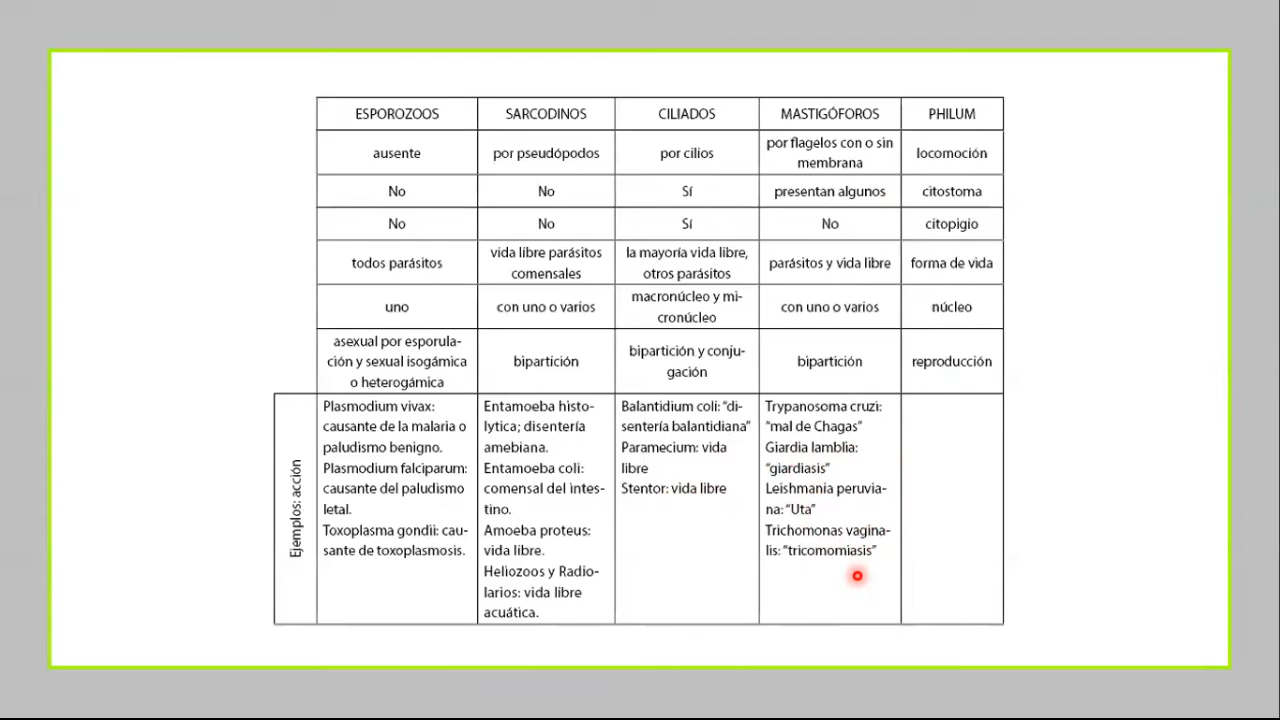 ESPOROZOOS SARCODINOS CILIADOS MASTIGÓFOROS PHILUM
ausente por pseudópodos por cilios por flagelos con o sin locomoción
membrana
No No Sí presentan algunos citostoma
No No Sí No citopigio
todos parásitos vida libre parásitos la mayoría vida libre, parásitos y vida libre forma de vida
comensales otros parásitos
uno con uno o varios macronúcleo y mi- con uno o varios núcleo
cronúcleo
asexual por esporula- bipartición bipartición y conju- bipartición reproducción
ción y sexual isogámica gación
o heterogámica
Ejemplos: acción
Plasmodium vivax:
causante de la malaria o
paludismo benigno.
Plasmodium falciparum:
causante del paludismo
letal.
Toxoplasma gondii: cau-
sante de toxoplasmosis.
Entamoeba histo-
lytica; disentería
amebiana.
Entamoeba coli:
comensal del intes-
tino.
Amoeba proteus:
vida libre.
Heliozoos y Radio-
larios: vida libre
acuática.
Balantidium coli: “di-
sentería balantidiana”
Paramecium: vida
libre
Stentor: vida libre
Trypanosoma cruzi:
“mal de Chagas”
Giardia lamblia:
“giardiasis”
Leishmania peruvia-
na: “Uta”
Trichomonas vagina-
lis: “tricomomiasis”